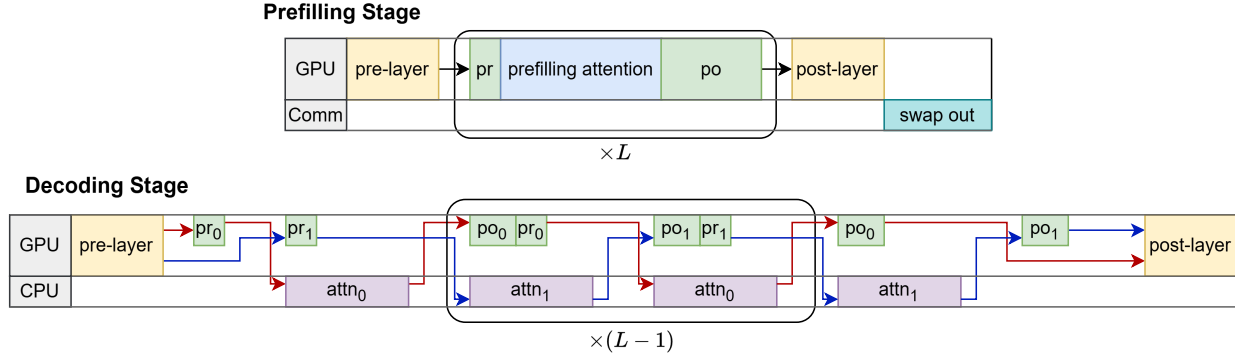 Prefilling Stage
GPU pre-layer pr prefilling attention po post-layer
Comm swap out
×L
Decoding Stage
GPU pre-layer pr₀ pr₁ po₀ pr₀ po₁ pr₁ po₀ po₁ post-layer
CPU attn₀ attn₁ attn₀ attn₁
×(L − 1)